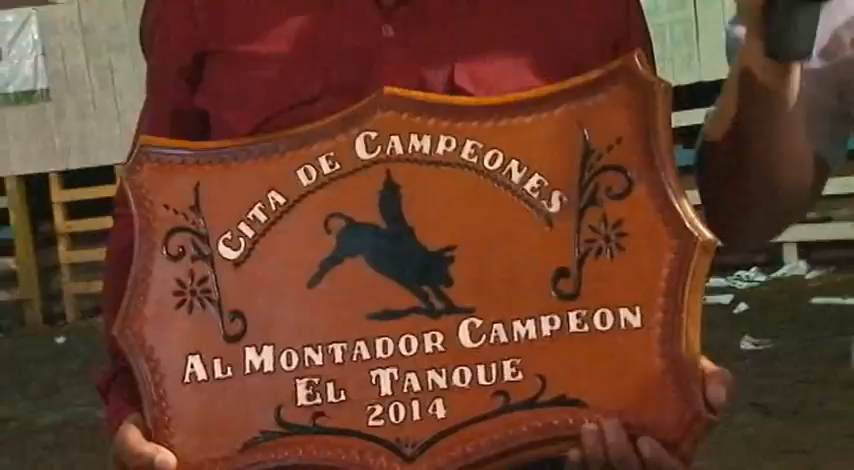 CITA DE CAMPEONES
AL MONTADOR CAMPEON
EL TANQUE
2014